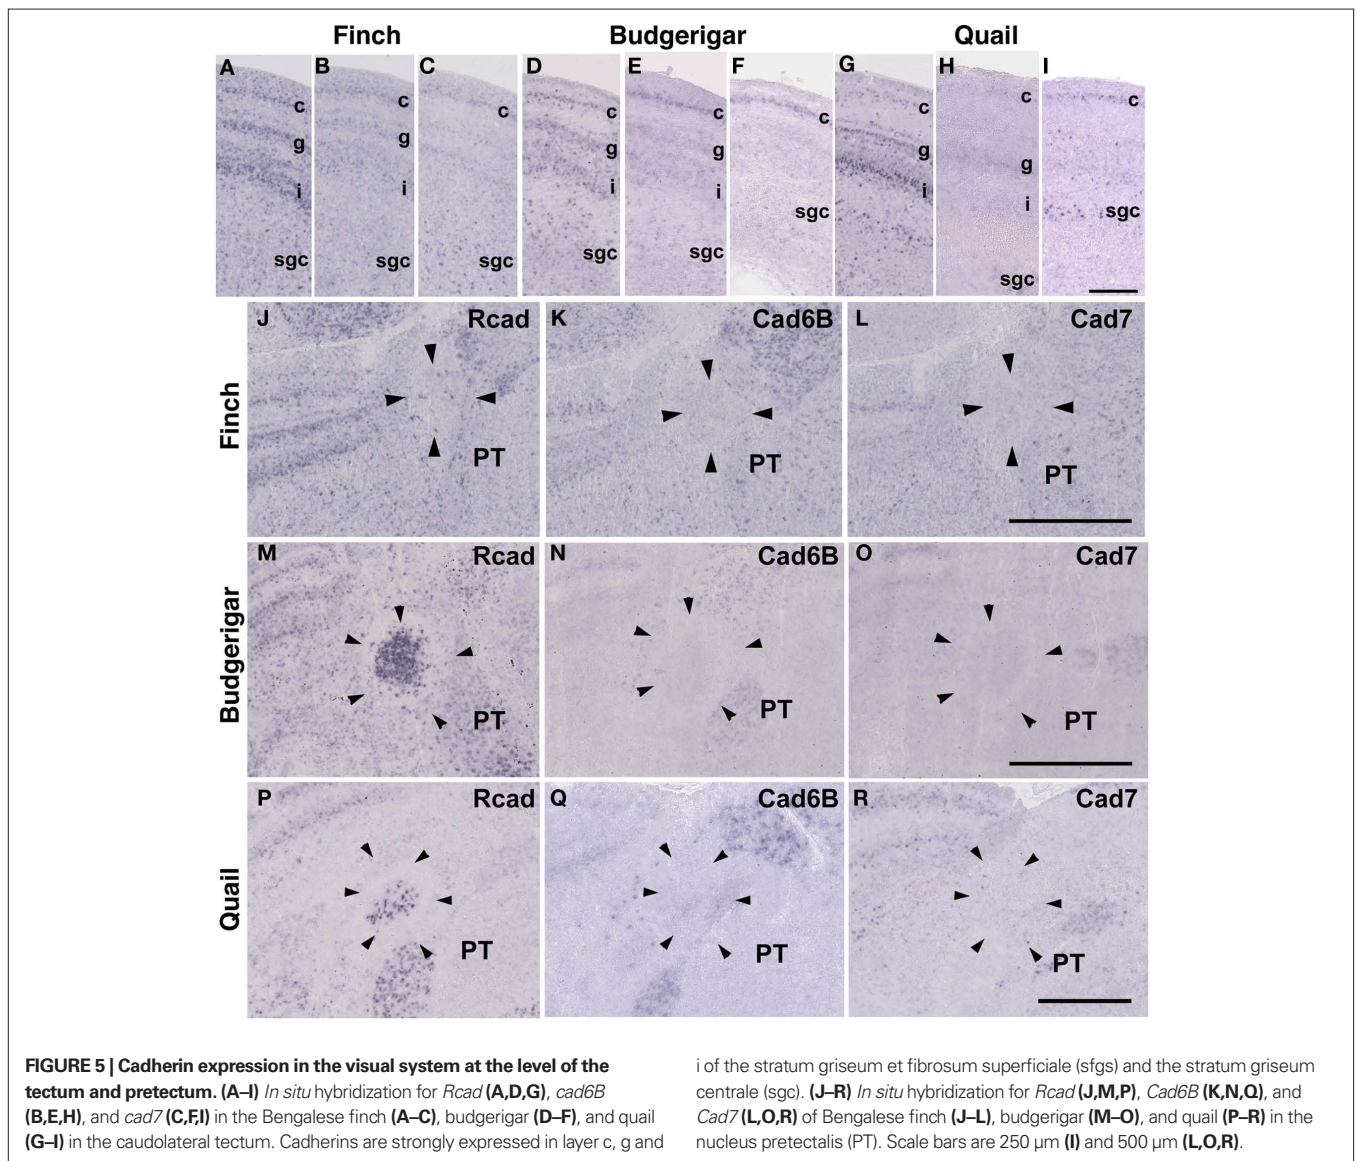 Finch Budgerigar Quail
A B C D E F G H I
c c c c c c c c c
g g g g g g
i i i i i i
sgc sgc sgc sgc sgc sgc sgc sgc sgc
J Rcad K Cad6B L Cad7
Finch
PT PT PT
M Rcad N Cad6B O Cad7
Budgerigar
PT PT PT
P Rcad Q Cad6B R Cad7
Quail
PT PT PT
FIGURE 5 | Cadherin expression in the visual system at the level of the
tectum and pretectum. (A–I) In situ hybridization for Rcad (A,D,G), cad6B
(B,E,H), and cad7 (C,F,I) in the Bengalese finch (A–C), budgerigar (D–F), and quail
(G–I) in the caudolateral tectum. Cadherins are strongly expressed in layer c, g and
i of the stratum griseum et fibrosum superficiale (sfgs) and the stratum griseum
centrale (sgc). (J–R) In situ hybridization for Rcad (J,M,P), Cad6B (K,N,Q), and
Cad7 (L,O,R) of Bengalese finch (J–L), budgerigar (M–O), and quail (P–R) in the
nucleus pretectalis (PT). Scale bars are 250 µm (I) and 500 µm (L,O,R).